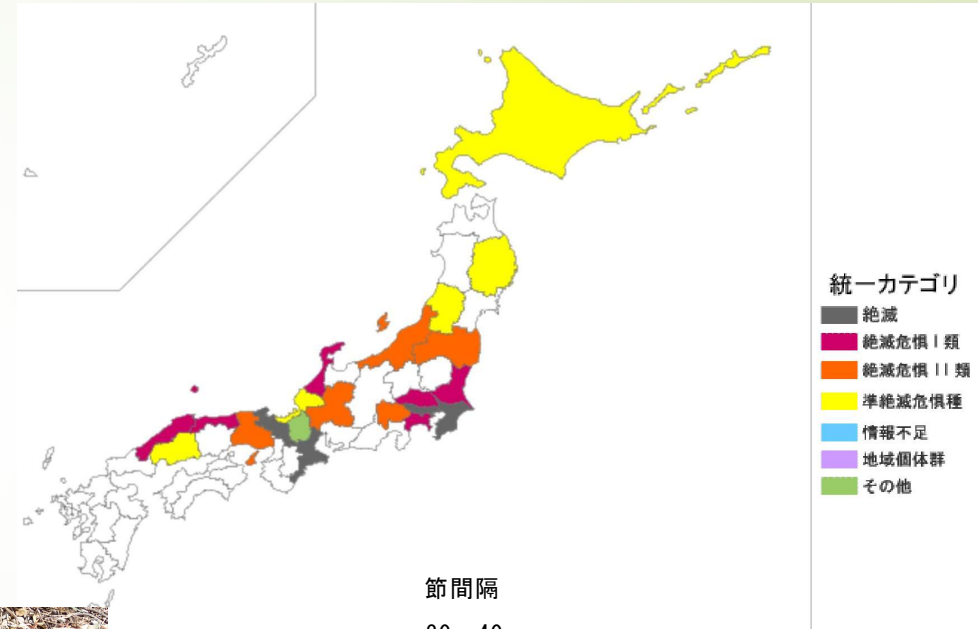 統一カテゴリ
絶滅
絶滅危惧Ⅰ類
絶滅危惧ⅠⅠ類
準絶滅危惧種
情報不足
地域個体群
その他
節間隔